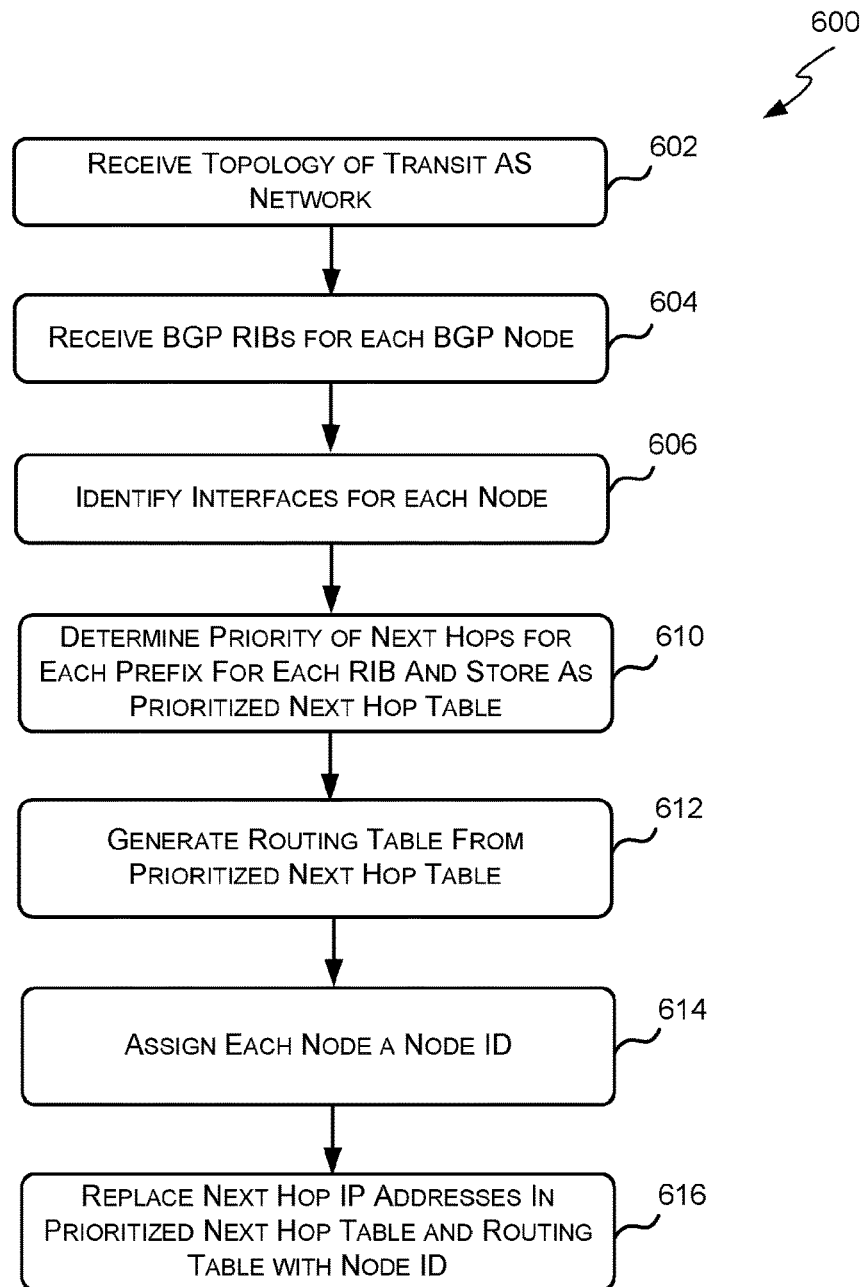 600
RECEIVE TOPOLOGY OF TRANSIT AS
NETWORK
602
RECEIVE BGP RIBS FOR EACH BGP NODE
604
IDENTIFY INTERFACES FOR EACH NODE
606
DETERMINE PRIORITY OF NEXT HOPS FOR
EACH PREFIX FOR EACH RIB AND STORE AS
PRIORITIZED NEXT HOP TABLE
610
GENERATE ROUTING TABLE FROM
PRIORITIZED NEXT HOP TABLE
612
ASSIGN EACH NODE A NODE ID
614
REPLACE NEXT HOP IP ADDRESSES IN
PRIORITIZED NEXT HOP TABLE AND ROUTING
TABLE WITH NODE ID
616